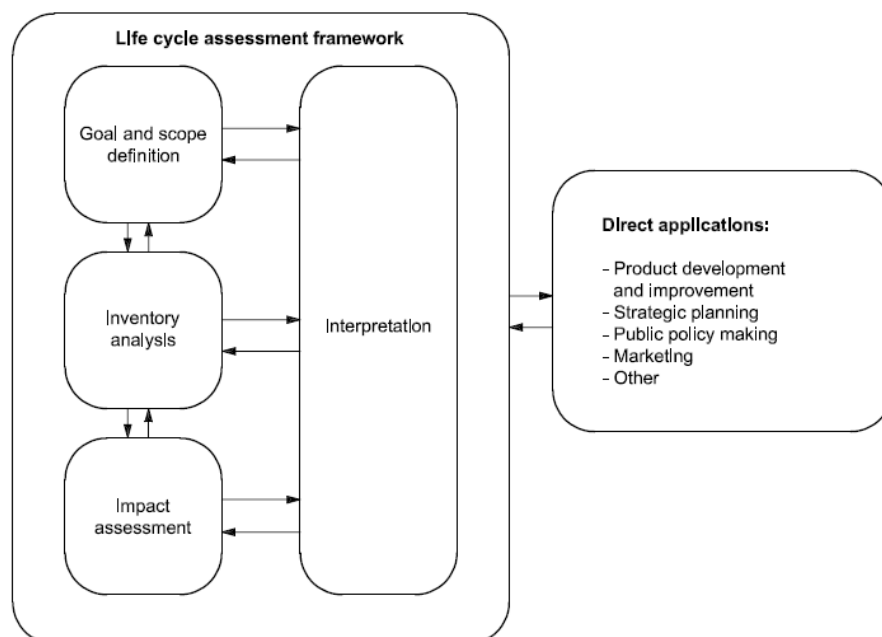 Life cycle assessment framework
Goal and scope
definition
Inventory
analysis
Impact
assessment
Interpretation
Direct applications:
– Product development
and improvement
– Strategic planning
– Public policy making
– Marketing
– Other